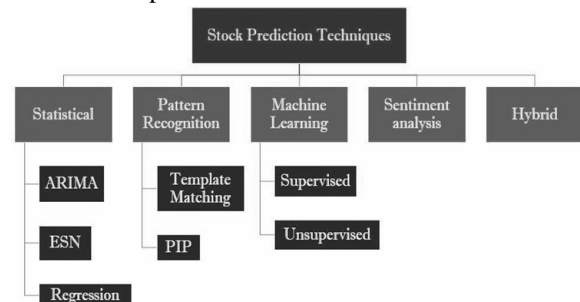 Stock Prediction Techniques
Statistical
Pattern
Recognition
Machine
Learning
Sentiment
analysis
Hybrid
ARIMA
ESN
Regression
Template
Matching
PIP
Supervised
Unsupervised